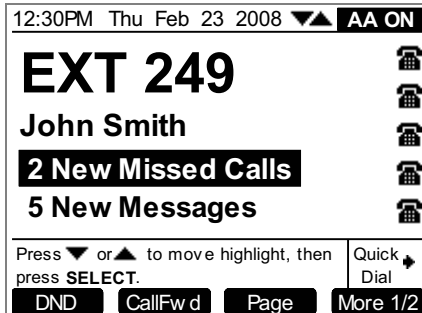 12:30PM Thu Feb 23 2008 ▼▲ AA ON
EXT 249
John Smith
2 New Missed Calls
5 New Messages
Press ▼ or ▲ to move highlight, then
press SELECT.
Quick
Dial
DND CallFwd Page More 1/2